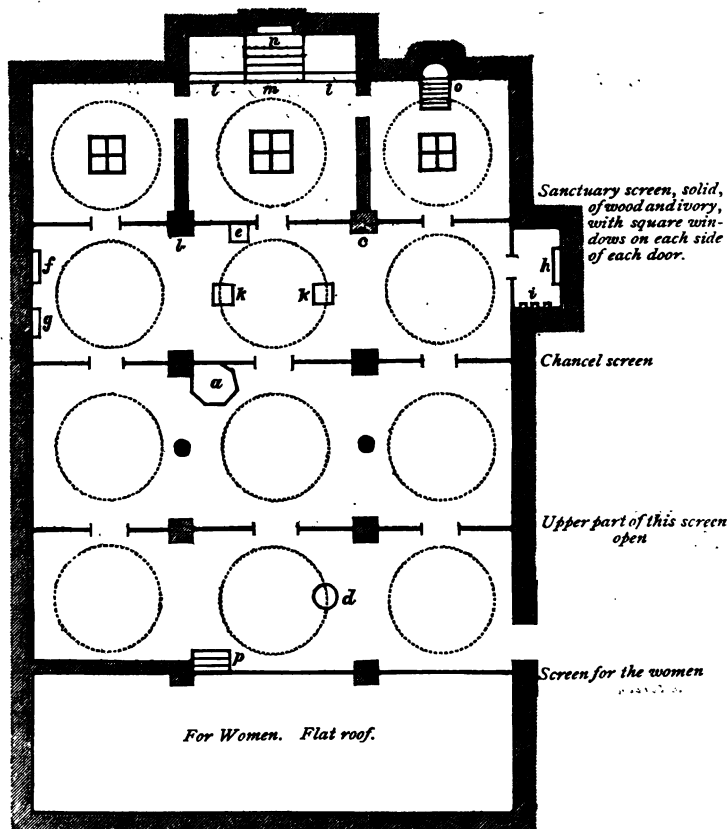 n
l m l o
Sanctuary screen, solid,
of wood and ivory,
with square win-
dows on each side
of each door.
e
l c
f h
k k i
g
Chancel screen
a
Upper part of this screen
open
d
p
Screen for the women
For Women. Flat roof.